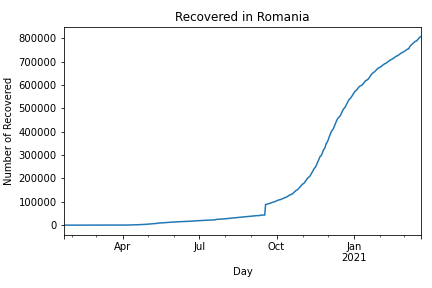 Recovered in Romania
Number of Recovered
800000
700000
600000
500000
400000
300000
200000
100000
0
Apr
Jul
Oct
Jan
2021
Day